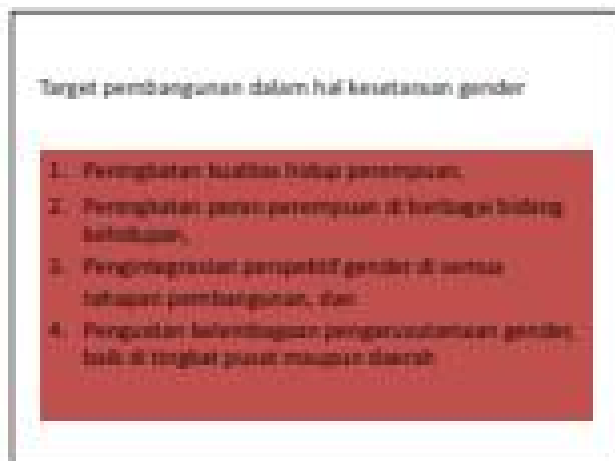 Target pembangunan dalam hal kesetaraan gender
1. Peningkatan kualitas hidup perempuan,
2. Peningkatan peran perempuan di berbagai bidang
kehidupan,
3. Pengintegrasian perspektif gender di semua
tahapan pembangunan, dan
4. Penguatan kelembagaan pengarusutamaan gender,
baik di tingkat pusat maupun daerah